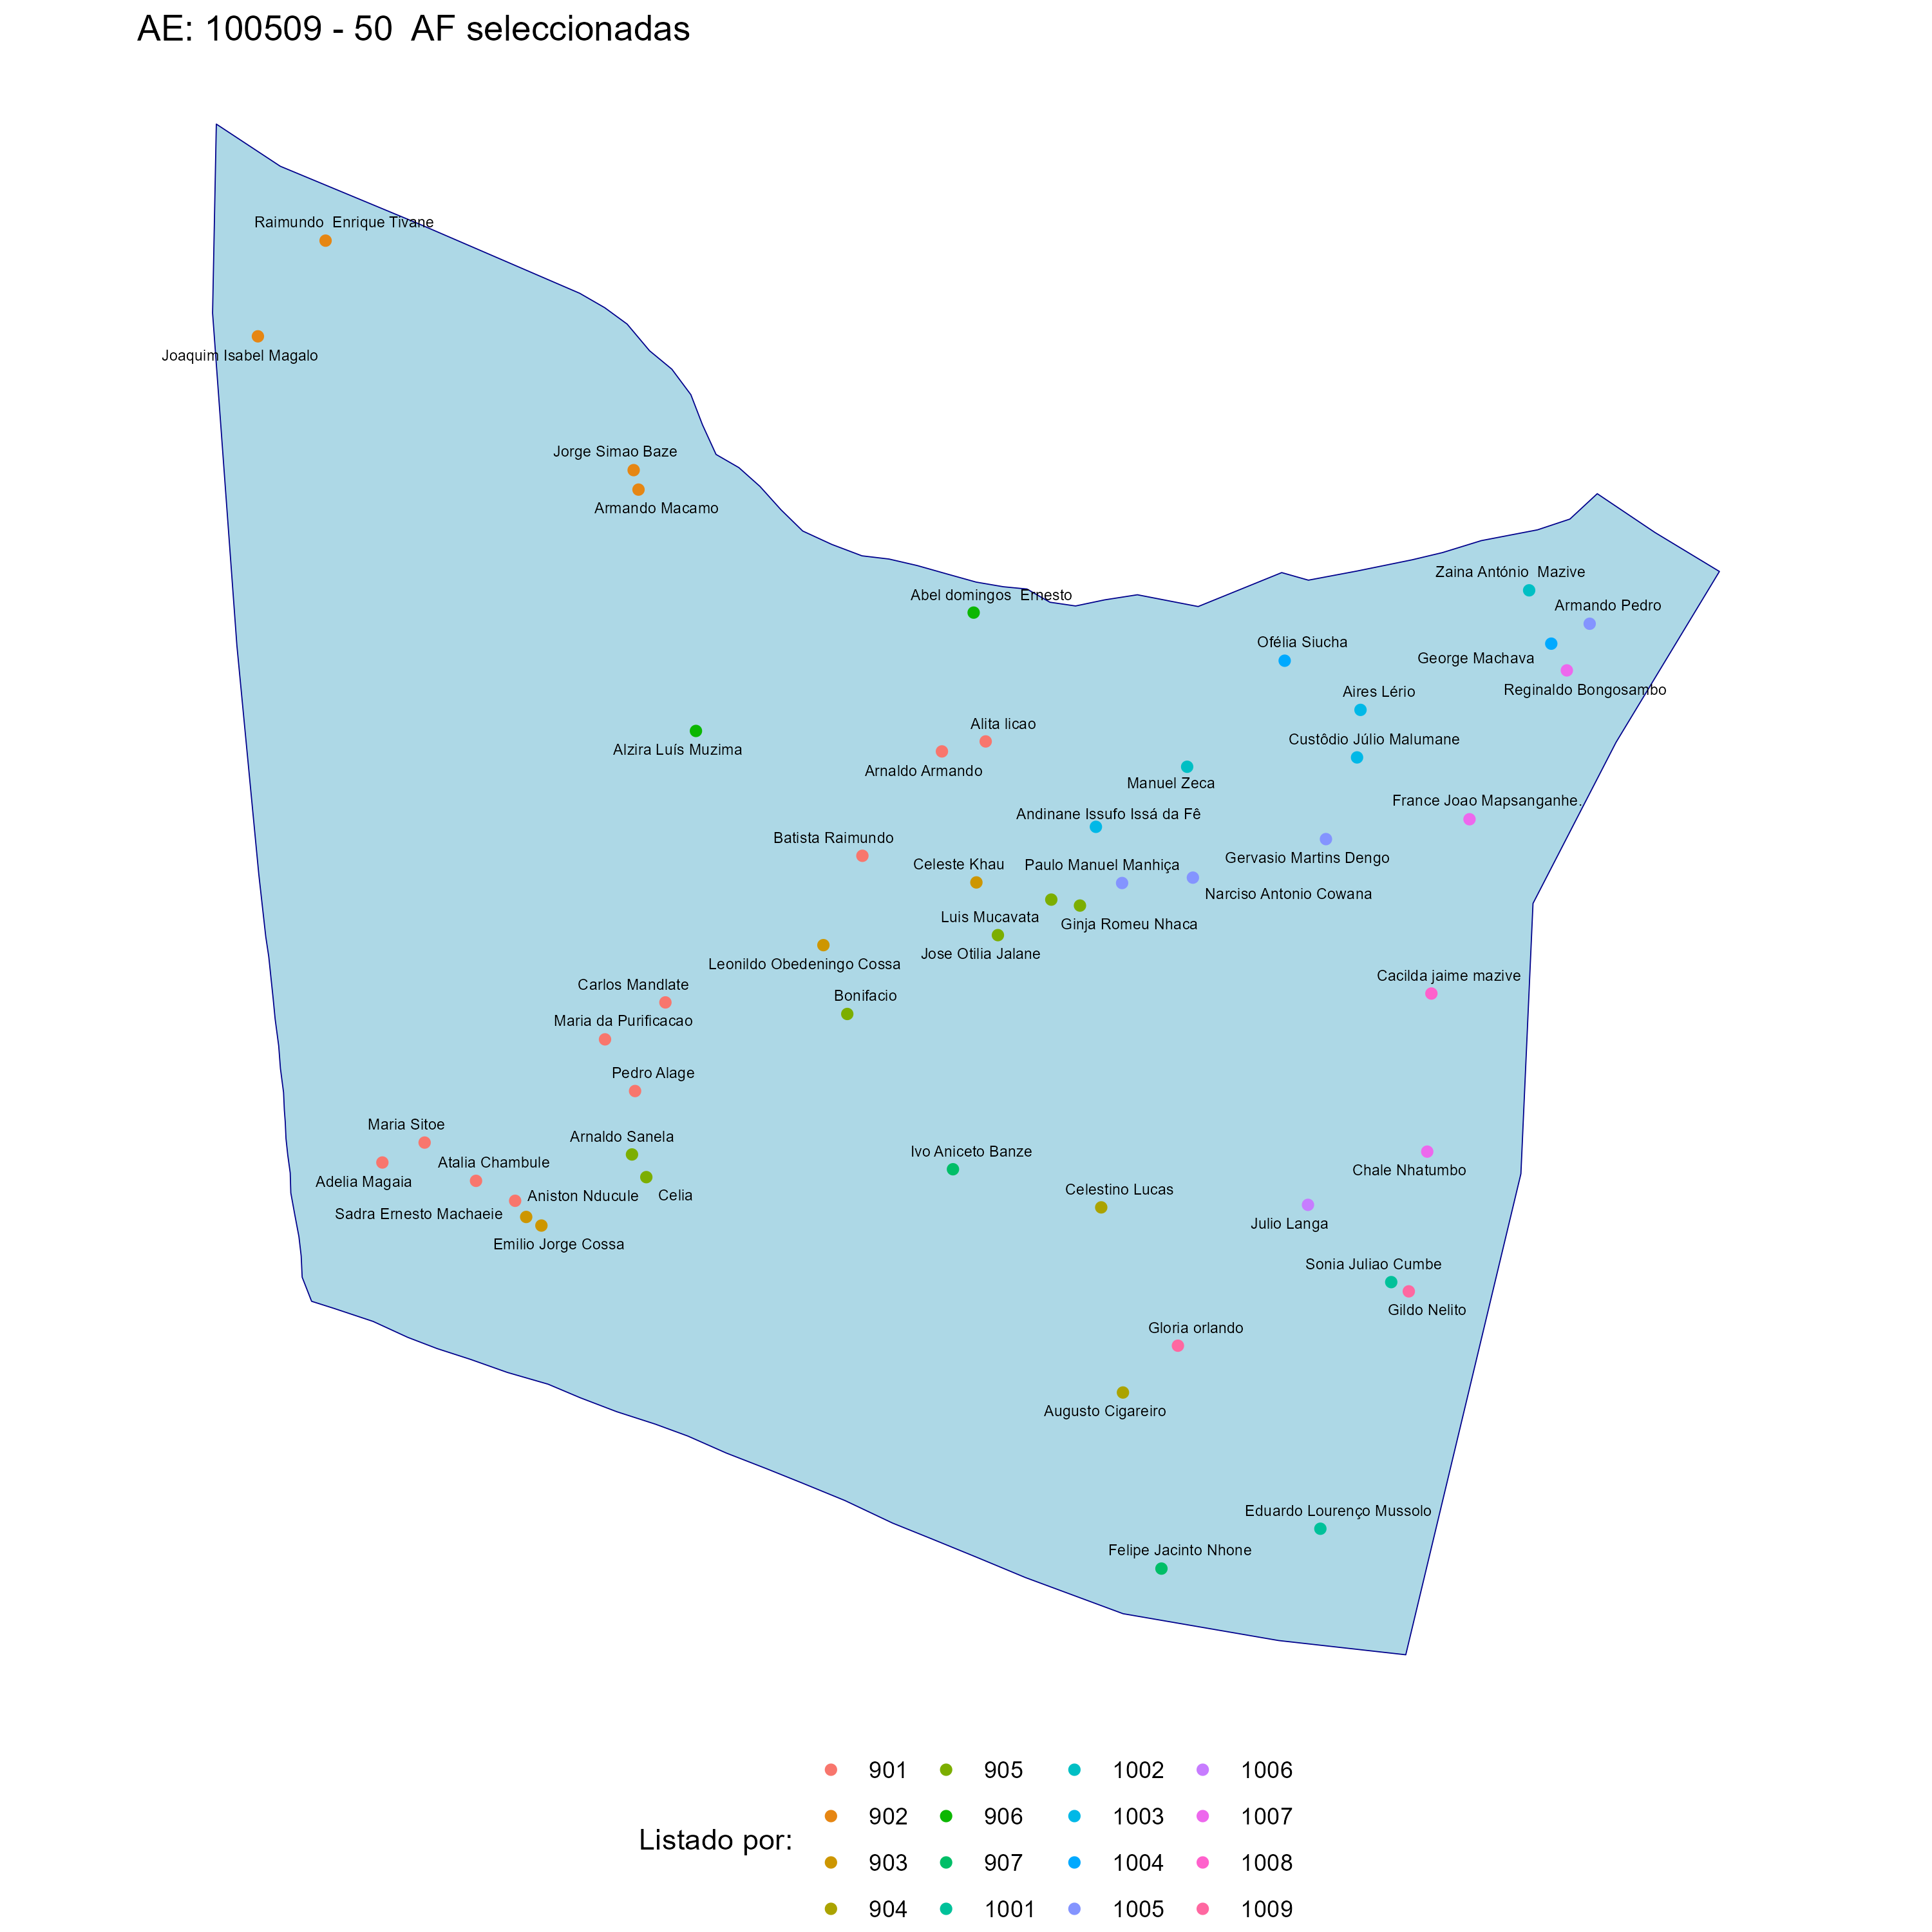 AE: 100509 - 50  AF seleccionadas
Raimundo  Enrique Tivane
Joaquim Isabel Magalo
Jorge Simao Baze
Armando Macamo
Zaina António  Mazive
Abel domingos  Ernesto
Armando Pedro
Ofélia Siucha
George Machava
Reginaldo Bongosambo
Aires Lério
Alita licao
Custôdio Júlio Malumane
Alzira Luís Muzima
Arnaldo Armando
Manuel Zeca
France Joao Mapsanganhe.
Andinane Issufo Issá da Fê
Batista Raimundo
Gervasio Martins Dengo
Celeste Khau
Paulo Manuel Manhiça
Narciso Antonio Cowana
Luis Mucavata
Ginja Romeu Nhaca
Jose Otilia Jalane
Leonildo Obedeningo Cossa
Cacilda jaime mazive
Carlos Mandlate
Bonifacio
Maria da Purificacao
Pedro Alage
Maria Sitoe
Arnaldo Sanela
Ivo Aniceto Banze
Atalia Chambule
Chale Nhatumbo
Adelia Magaia
Celestino Lucas
Aniston Nducule
Celia
Sadra Ernesto Machaeie
Julio Langa
Emilio Jorge Cossa
Sonia Juliao Cumbe
Gildo Nelito
Gloria orlando
Augusto Cigareiro
Eduardo Lourenço Mussolo
Felipe Jacinto Nhone
Listado por:
901
902
903
904
905
906
907
1001
1002
1003
1004
1005
1006
1007
1008
1009